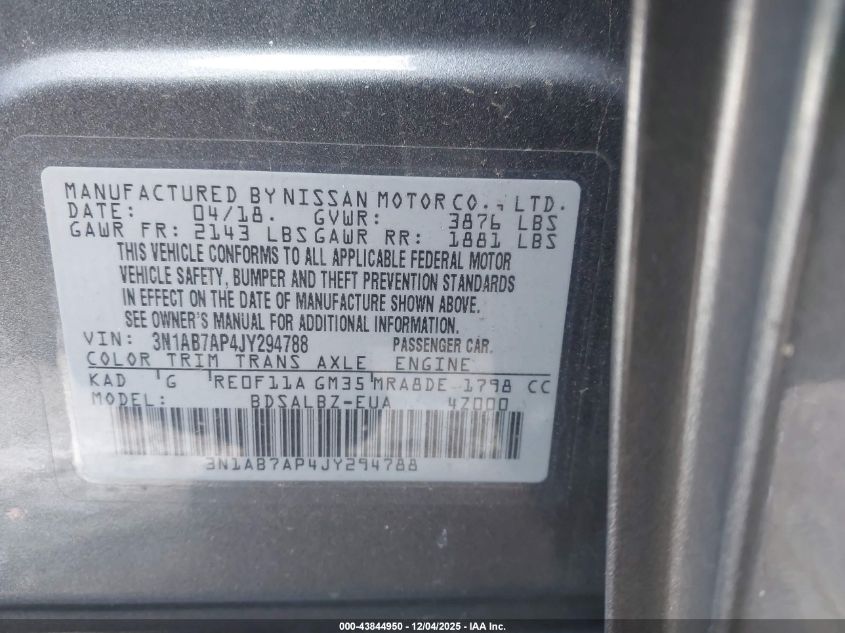 MANUFACTURED BY NISSAN MOTOR CO., LTD.
DATE: 04/18. GVWR: 3876 LBS
GAWR FR: 2143 LBS GAWR RR: 1881 LBS
THIS VEHICLE CONFORMS TO ALL APPLICABLE FEDERAL MOTOR
VEHICLE SAFETY, BUMPER AND THEFT PREVENTION STANDARDS
IN EFFECT ON THE DATE OF MANUFACTURE SHOWN ABOVE.
SEE OWNER'S MANUAL FOR ADDITIONAL INFORMATION.
VIN: 3N1AB7AP4JY294788 PASSENGER CAR.
COLOR TRIM TRANS AXLE ENGINE
KAD G RE0F11A GM35 MRA8DE-1798 CC
MODEL: BDSALBZ-EUA 4Z000
3N1AB7AP4JY294788
000-43844950 - 12/04/2025 - IAA Inc.